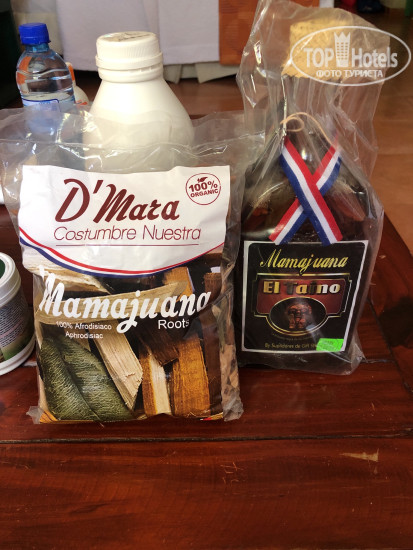 TOP Hotels
ФОТО ТУРИСТА
100%
ORGANIC
D'Mara
Costumbre Nuestra
Mamajuana
Roots
100% Afrodisiaco
Aphrodisiac
Mamajuana
El Taino